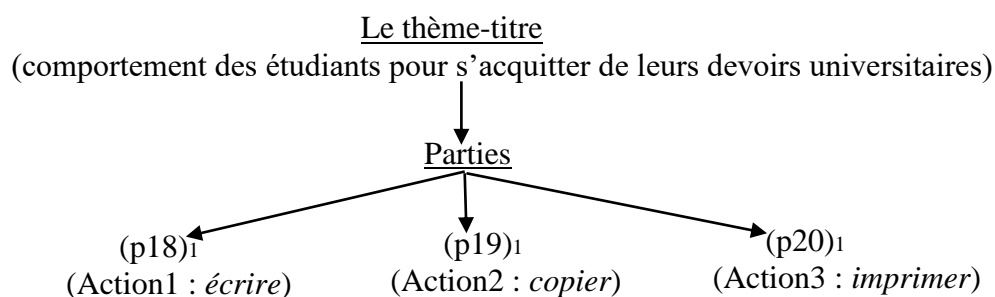 Le thème-titre
(comportement des étudiants pour s’acquitter de leurs devoirs universitaires)
Parties
(p18)1 (p19)1 (p20)1
(Action1 : écrire) (Action2 : copier) (Action3 : imprimer)